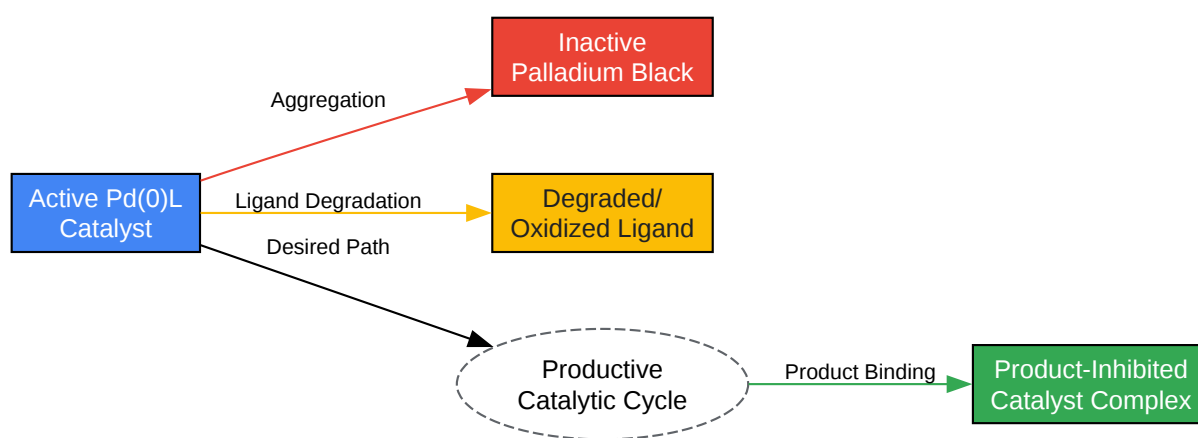 Inactive
Palladium Black
Aggregation
Active Pd(0)L
Catalyst
Ligand Degradation
Degraded/
Oxidized Ligand
Desired Path
Productive
Catalytic Cycle
Product Binding
Product-Inhibited
Catalyst Complex